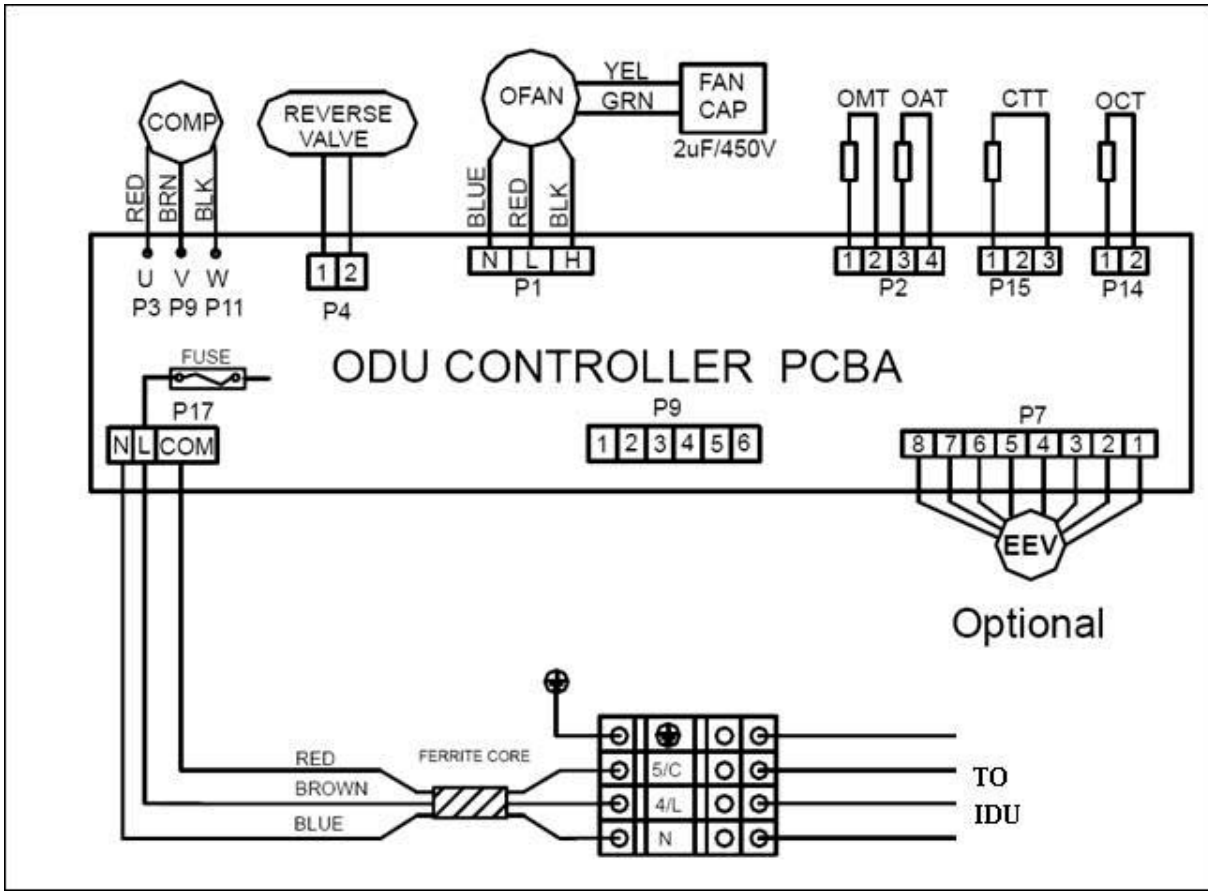 COMP
REVERSE
VALVE
OFAN
YEL
GRN
FAN
CAP
2uF/450V
OMT OAT CTT OCT
RED
BRN
BLK
BLUE
RED
BLK
U V W
P3 P9 P11
1 2
P4
N L H
P1
1 2 3 4
P2
1 2 3
P15
1 2
P14
FUSE
ODU CONTROLLER PCBA
P17
N L COM
P9
1 2 3 4 5 6
P7
8 7 6 5 4 3 2 1
EEV
Optional
RED
BROWN
BLUE
FERRITE CORE
5/C
4/L
N
TO
IDU